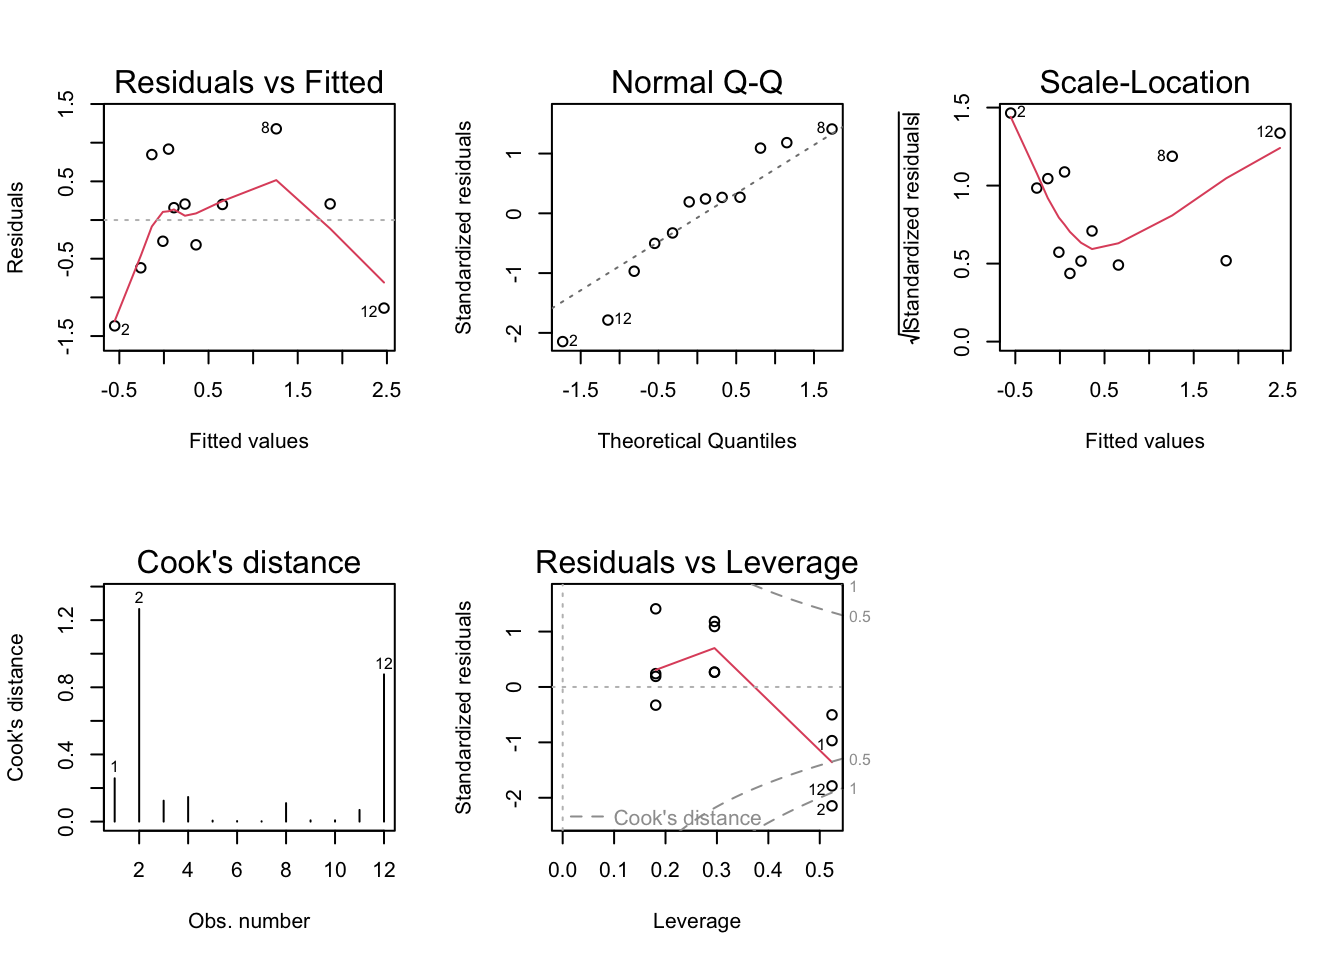 Residuals vs Fitted
Residuals
1.5
0.5
-0.5
-1.5
8
2
12
-0.5 0.5 1.5 2.5
Fitted values
Normal Q-Q
Standardized residuals
1
0
-1
-2
8
12
2
-1.5 -0.5 0.5 1.5
Theoretical Quantiles
Scale-Location
√|Standardized residuals|
1.5
1.0
0.5
0.0
2
12
8
-0.5 0.5 1.5 2.5
Fitted values
Cook's distance
Cook's distance
1.2
0.8
0.4
0.0
2
12
1
2 4 6 8 10 12
Obs. number
Residuals vs Leverage
Standardized residuals
1
0
-1
-2
1
0.5
0.5
1
1
12
2
Cook's distance
0.0 0.1 0.2 0.3 0.4 0.5
Leverage